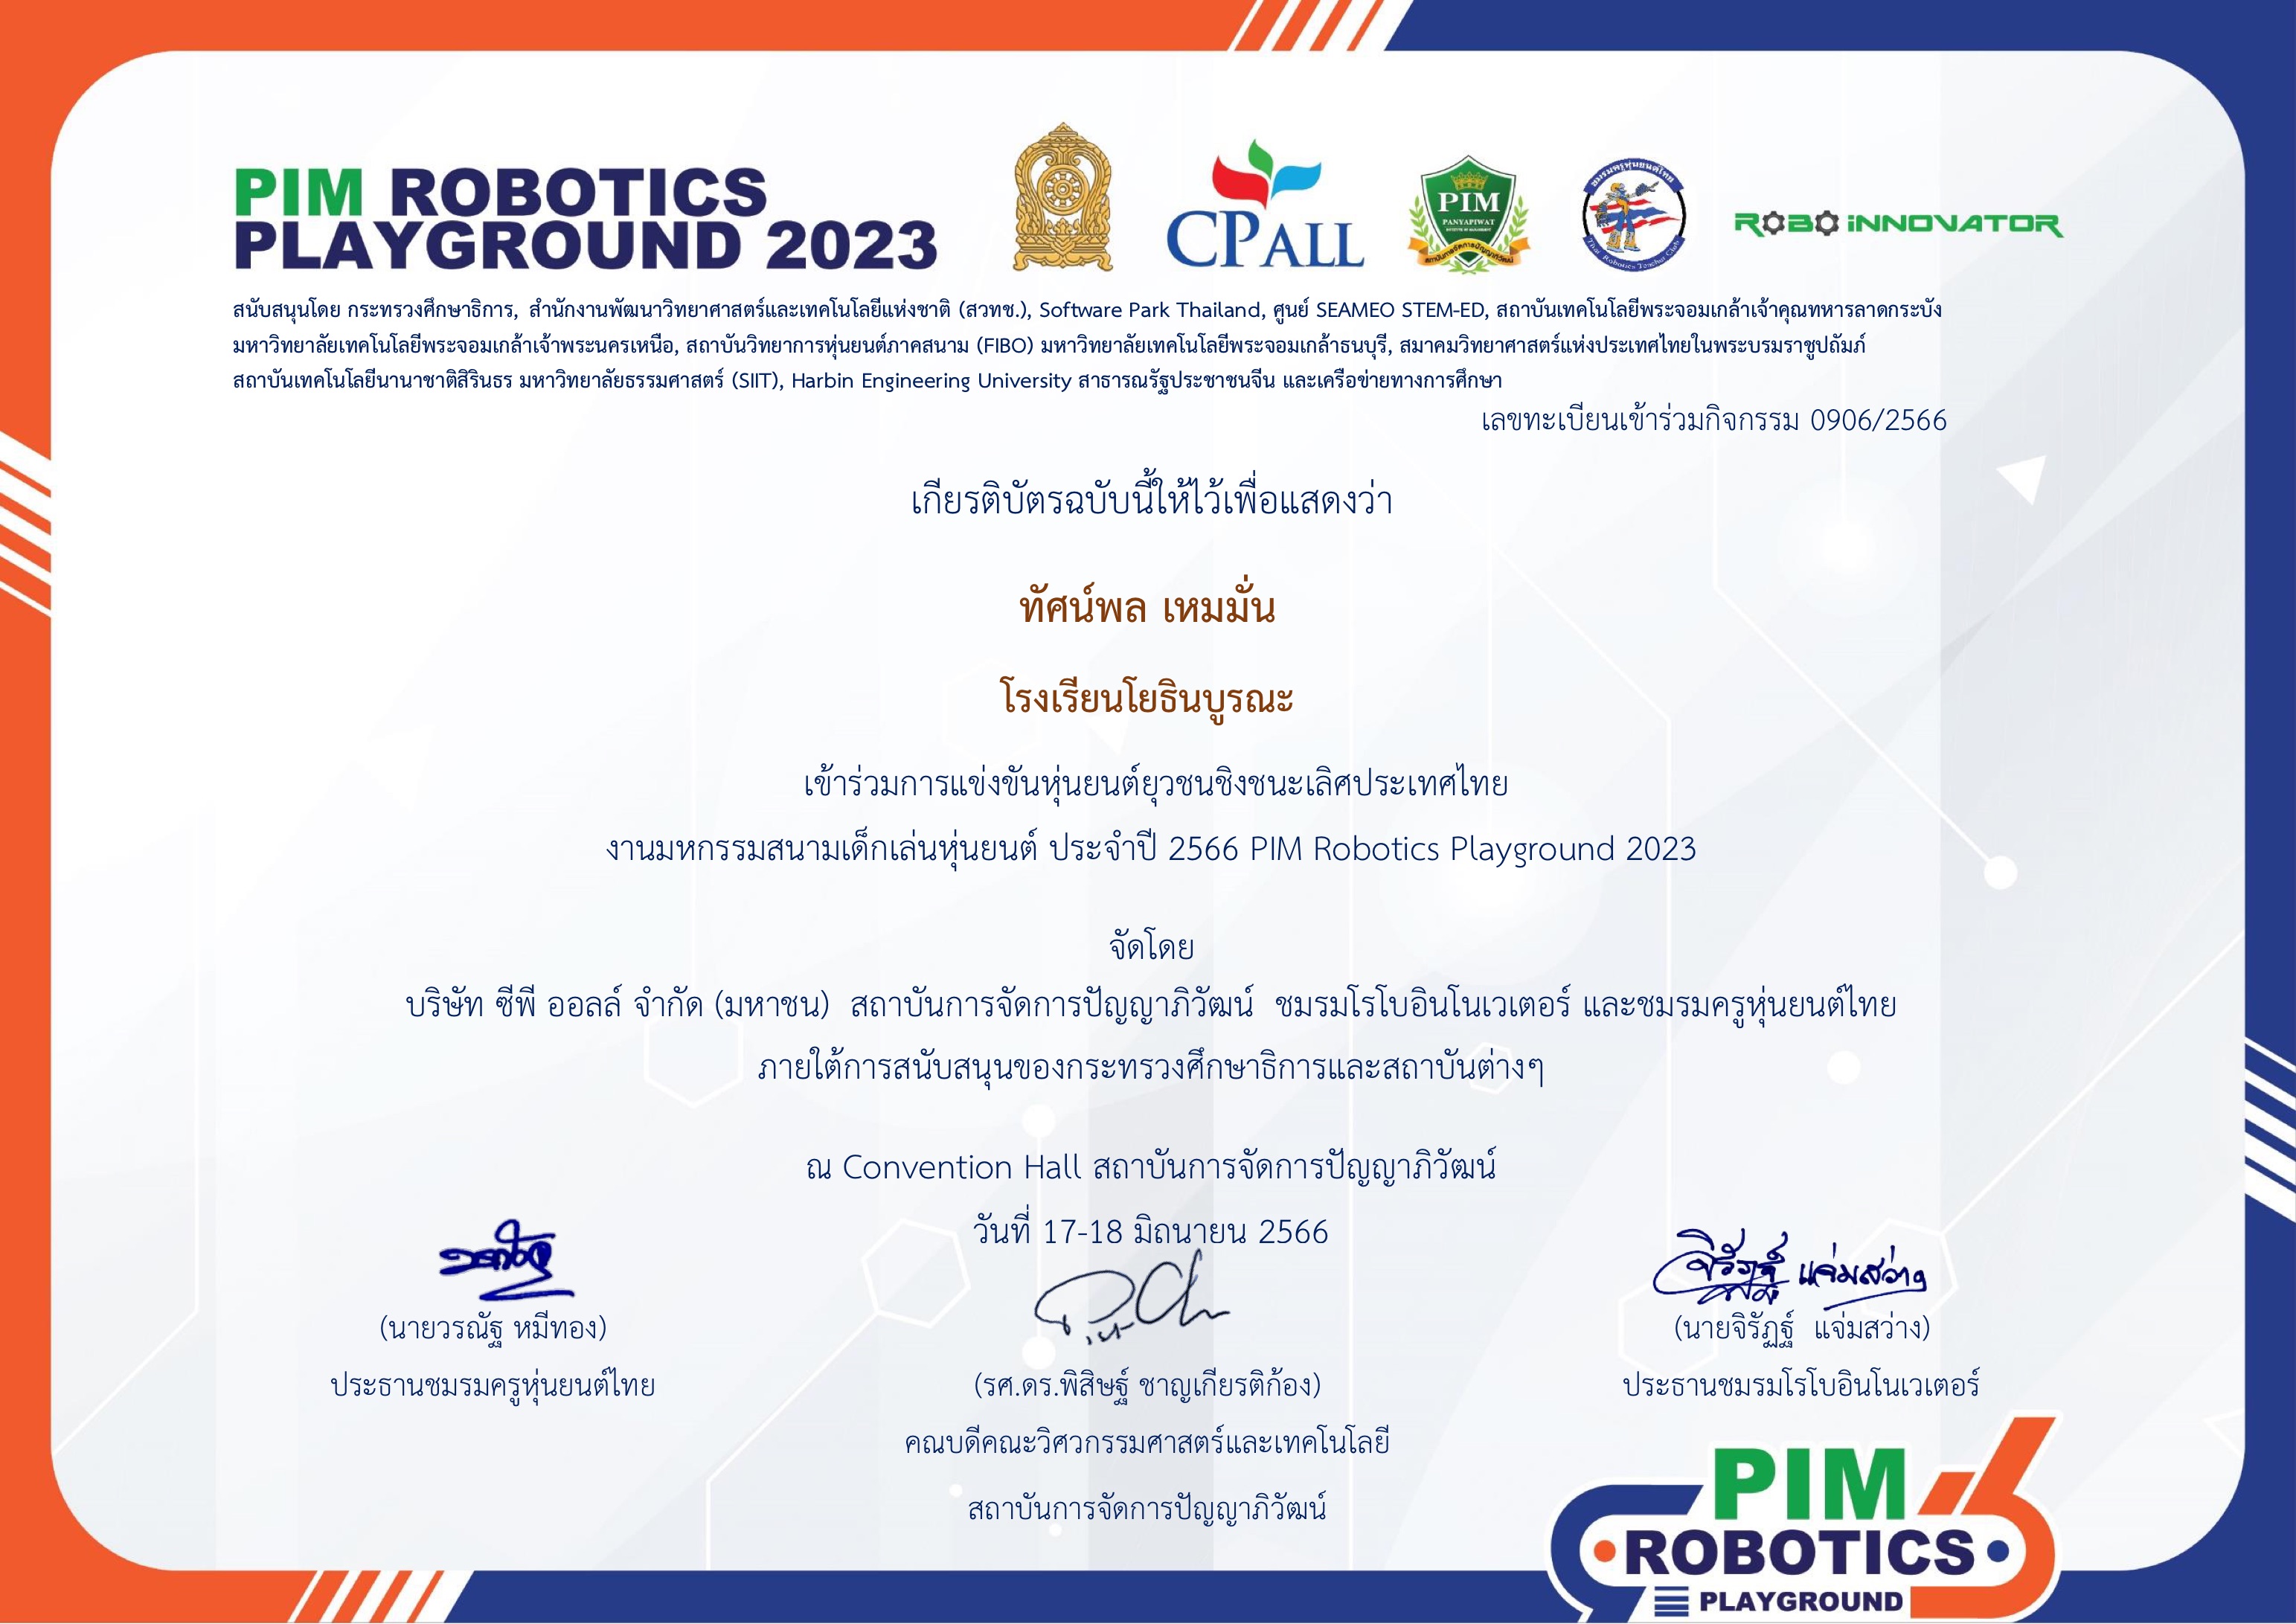 PIM ROBOTICS
PLAYGROUND 2023
CPALL
PIM
PANYAPIWAT
INSTITUTE OF MANAGEMENT
สถาบันการจัดการปัญญาภิวัฒน์
ชมรมครูหุ่นยนต์ไทย
Thai Robotics Teacher Club
ROBO INNOVATOR
สนับสนุนโดย กระทรวงศึกษาธิการ, สำนักงานพัฒนาวิทยาศาสตร์และเทคโนโลยีแห่งชาติ (สวทช.), Software Park Thailand, ศูนย์ SEAMEO STEM-ED, สถาบันเทคโนโลยีพระจอมเกล้าเจ้าคุณทหารลาดกระบัง
มหาวิทยาลัยเทคโนโลยีพระจอมเกล้าเจ้าพระนครเหนือ, สถาบันวิทยาการหุ่นยนต์ภาคสนาม (FIBO) มหาวิทยาลัยเทคโนโลยีพระจอมเกล้าธนบุรี, สมาคมวิทยาศาสตร์แห่งประเทศไทยในพระบรมราชูปถัมภ์
สถาบันเทคโนโลยีนานาชาติสิรินธร มหาวิทยาลัยธรรมศาสตร์ (SIIT), Harbin Engineering University สาธารณรัฐประชาชนจีน และเครือข่ายทางการศึกษา
เลขทะเบียนเข้าร่วมกิจกรรม 0906/2566
เกียรติบัตรฉบับนี้ให้ไว้เพื่อแสดงว่า
ทัศน์พล เหมมั่น
โรงเรียนโยธินบูรณะ
เข้าร่วมการแข่งขันหุ่นยนต์ยุวชนชิงชนะเลิศประเทศไทย
งานมหกรรมสนามเด็กเล่นหุ่นยนต์ ประจำปี 2566 PIM Robotics Playground 2023
จัดโดย
บริษัท ซีพี ออลล์ จำกัด (มหาชน) สถาบันการจัดการปัญญาภิวัฒน์ ชมรมโรโบอินโนเวเตอร์ และชมรมครูหุ่นยนต์ไทย
ภายใต้การสนับสนุนของกระทรวงศึกษาธิการและสถาบันต่างๆ
ณ Convention Hall สถาบันการจัดการปัญญาภิวัฒน์
วันที่ 17-18 มิถุนายน 2566
จิรัฏฐ์ แจ่มสว่าง
(นายวรณัฐ หมีทอง)
(นายจิรัฏฐ์ แจ่มสว่าง)
ประธานชมรมครูหุ่นยนต์ไทย
(รศ.ดร.พิสิษฐ์ ชาญเกียรติก้อง)
ประธานชมรมโรโบอินโนเวเตอร์
คณบดีคณะวิศวกรรมศาสตร์และเทคโนโลยี
สถาบันการจัดการปัญญาภิวัฒน์
PIM
ROBOTICS
PLAYGROUND